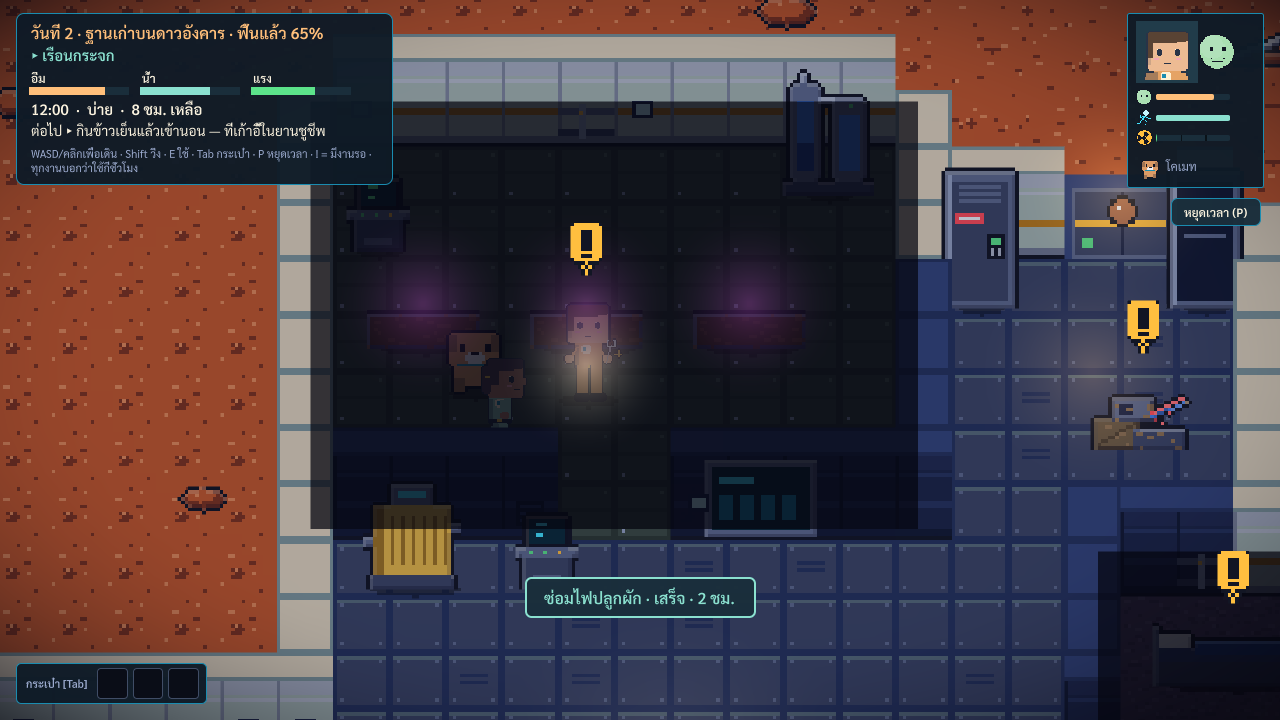 วันที่ 2 · ฐานเก่าบนดาวอังคาร · ฟื้นแล้ว 65%
▸ เรือนกระจก
อิ่ม น้ำ แรง
12:00 · บ่าย · 8 ชม. เหลือ
ต่อไป ▸ กินข้าวเย็นแล้วเข้านอน — ที่เก้าอี้ในยานชูชีพ
WASD/คลิกเพื่อเดิน · Shift วิ่ง · E ใช้ · Tab กระเป๋า · P หยุดเวลา · ! = มีงานรอ ·
ทุกงานบอกว่าใช้กี่ชั่วโมง
โคเมท
หยุดเวลา (P)
ซ่อมไฟปลูกผัก · เสร็จ · 2 ชม.
กระเป๋า [Tab]